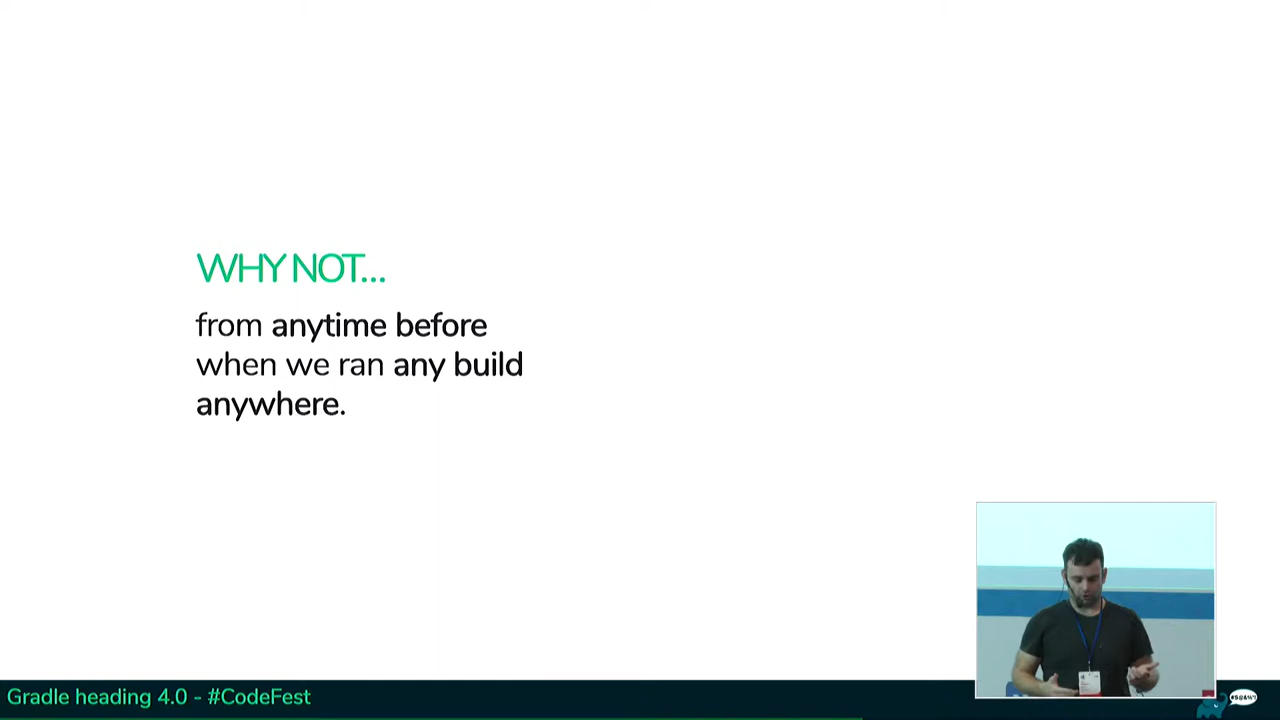 WHY NOT...
from anytime before
when we ran any build
anywhere.
Gradle heading 4.0 - #CodeFest